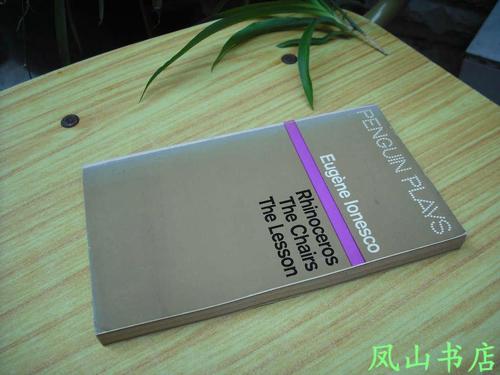 PENGUIN PLAYS
Eugène Ionesco
Rhinoceros
The Chairs
The Lesson
凤山书店